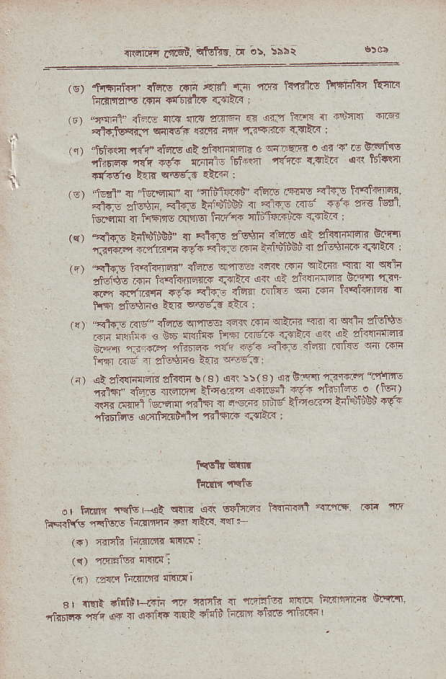 বাংলাদেশ গেজেট, অতিরিক্ত, মে ৩১, ১৯৯২ ৬১৫৯
(ড) "শিক্ষানবিস" বলিতে কোন স্থায়ী শূন্য পদের বিপরীতে শিক্ষানবিস হিসাবে
নিয়োগপ্রাপ্ত কোন কর্মচারীকে বুঝাইবে ;
(ঢ) "সম্মানী" বলিতে মাঝে মাঝে প্রয়োজন হয় এরূপ বিশেষ বা কষ্টসাধ্য কাজের
স্বীকৃতিস্বরূপ অনাবর্তক ধরণের নগদ পুরস্কারকে বুঝাইবে ;
(ণ) "চিকিৎসা পর্ষদ" বলিতে এই প্রবিধানমালার ৫ অনুচ্ছেদের ৩ এর 'ক' তে উল্লেখিত
পরিচালক পর্ষদ কর্তৃক মনোনীত চিকিৎসা পর্ষদকে বুঝাইবে এবং চিকিৎসা
কর্মকর্তাও ইহার অন্তর্ভুক্ত হইবেন ;
(ত) "ডিগ্রী" বা "ডিপ্লোমা" বা "সার্টিফিকেট" বলিতে ক্ষেত্রমত স্বীকৃত বিশ্ববিদ্যালয়,
স্বীকৃত প্রতিষ্ঠান, স্বীকৃত ইনস্টিটিউট বা স্বীকৃত বোর্ড কর্তৃক প্রদত্ত ডিগ্রী,
ডিপ্লোমা বা শিক্ষাগত যোগ্যতা নির্দেশক সার্টিফিকেটকে বুঝাইবে ;
(থ) "স্বীকৃত ইনস্টিটিউট" বা স্বীকৃত প্রতিষ্ঠান বলিতে এই প্রবিধানমালার উদ্দেশ্য
পূরণকল্পে কর্পোরেশন কর্তৃক স্বীকৃত কোন ইনস্টিটিউট বা প্রতিষ্ঠানকে বুঝাইবে ;
(দ) "স্বীকৃত বিশ্ববিদ্যালয়" বলিতে আপাততঃ বলবৎ কোন আইনের দ্বারা বা অধীন
প্রতিষ্ঠিত কোন বিশ্ববিদ্যালয়কে বুঝাইবে এবং এই প্রবিধানমালার উদ্দেশ্য পূরণ-
কল্পে কর্পোরেশন কর্তৃক স্বীকৃত বলিয়া ঘোষিত অন্য কোন বিশ্ববিদ্যালয় বা
শিক্ষা প্রতিষ্ঠানও ইহার অন্তর্ভুক্ত হইবে ;
(ধ) "স্বীকৃত বোর্ড" বলিতে আপাততঃ বলবৎ কোন আইনের দ্বারা বা অধীন প্রতিষ্ঠিত
কোন মাধ্যমিক ও উচ্চ মাধ্যমিক শিক্ষা বোর্ডকে বুঝাইবে এবং এই প্রবিধানমালার
উদ্দেশ্য পূরণকল্পে পরিচালক পর্ষদ কর্তৃক স্বীকৃত বলিয়া ঘোষিত অন্য কোন
শিক্ষা বোর্ড বা প্রতিষ্ঠানও ইহার অন্তর্ভুক্ত;
(ন) এই প্রবিধানমালার প্রবিধান ৬(৪) এবং ১১(৪) এর উদ্দেশ্য পূরণকল্পে "পেশাগত
পরীক্ষা" বলিতে বাংলাদেশ ইন্সিওরেন্স একাডেমী কর্তৃক পরিচালিত ৩ (তিন)
বৎসর মেয়াদী ডিপ্লোমা পরীক্ষা বা লণ্ডনের চার্টার্ড ইন্সিওরেন্স ইনস্টিটিউট কর্তৃক
পরিচালিত এসোসিয়েটশীপ পরীক্ষাকে বুঝাইবে ;
দ্বিতীয় অধ্যায়
নিয়োগ পদ্ধতি
৩। নিয়োগ পদ্ধতি।—এই অধ্যায় এবং তফসিলের বিধানাবলী সাপেক্ষে, কোন পদে
নিম্নবর্ণিত পদ্ধতিতে নিয়োগদান করা যাইবে, যথা ঃ—
(ক) সরাসরি নিয়োগের মাধ্যমে ;
(খ) পদোন্নতির মাধ্যমে ;
(গ) প্রেষণে নিয়োগের মাধ্যমে।
৪। বাছাই কমিটি।—কোন পদে সরাসরি বা পদোন্নতির মাধ্যমে নিয়োগদানের উদ্দেশ্যে,
পরিচালক পর্ষদ এক বা একাধিক বাছাই কমিটি নিয়োগ করিতে পারিবেন।